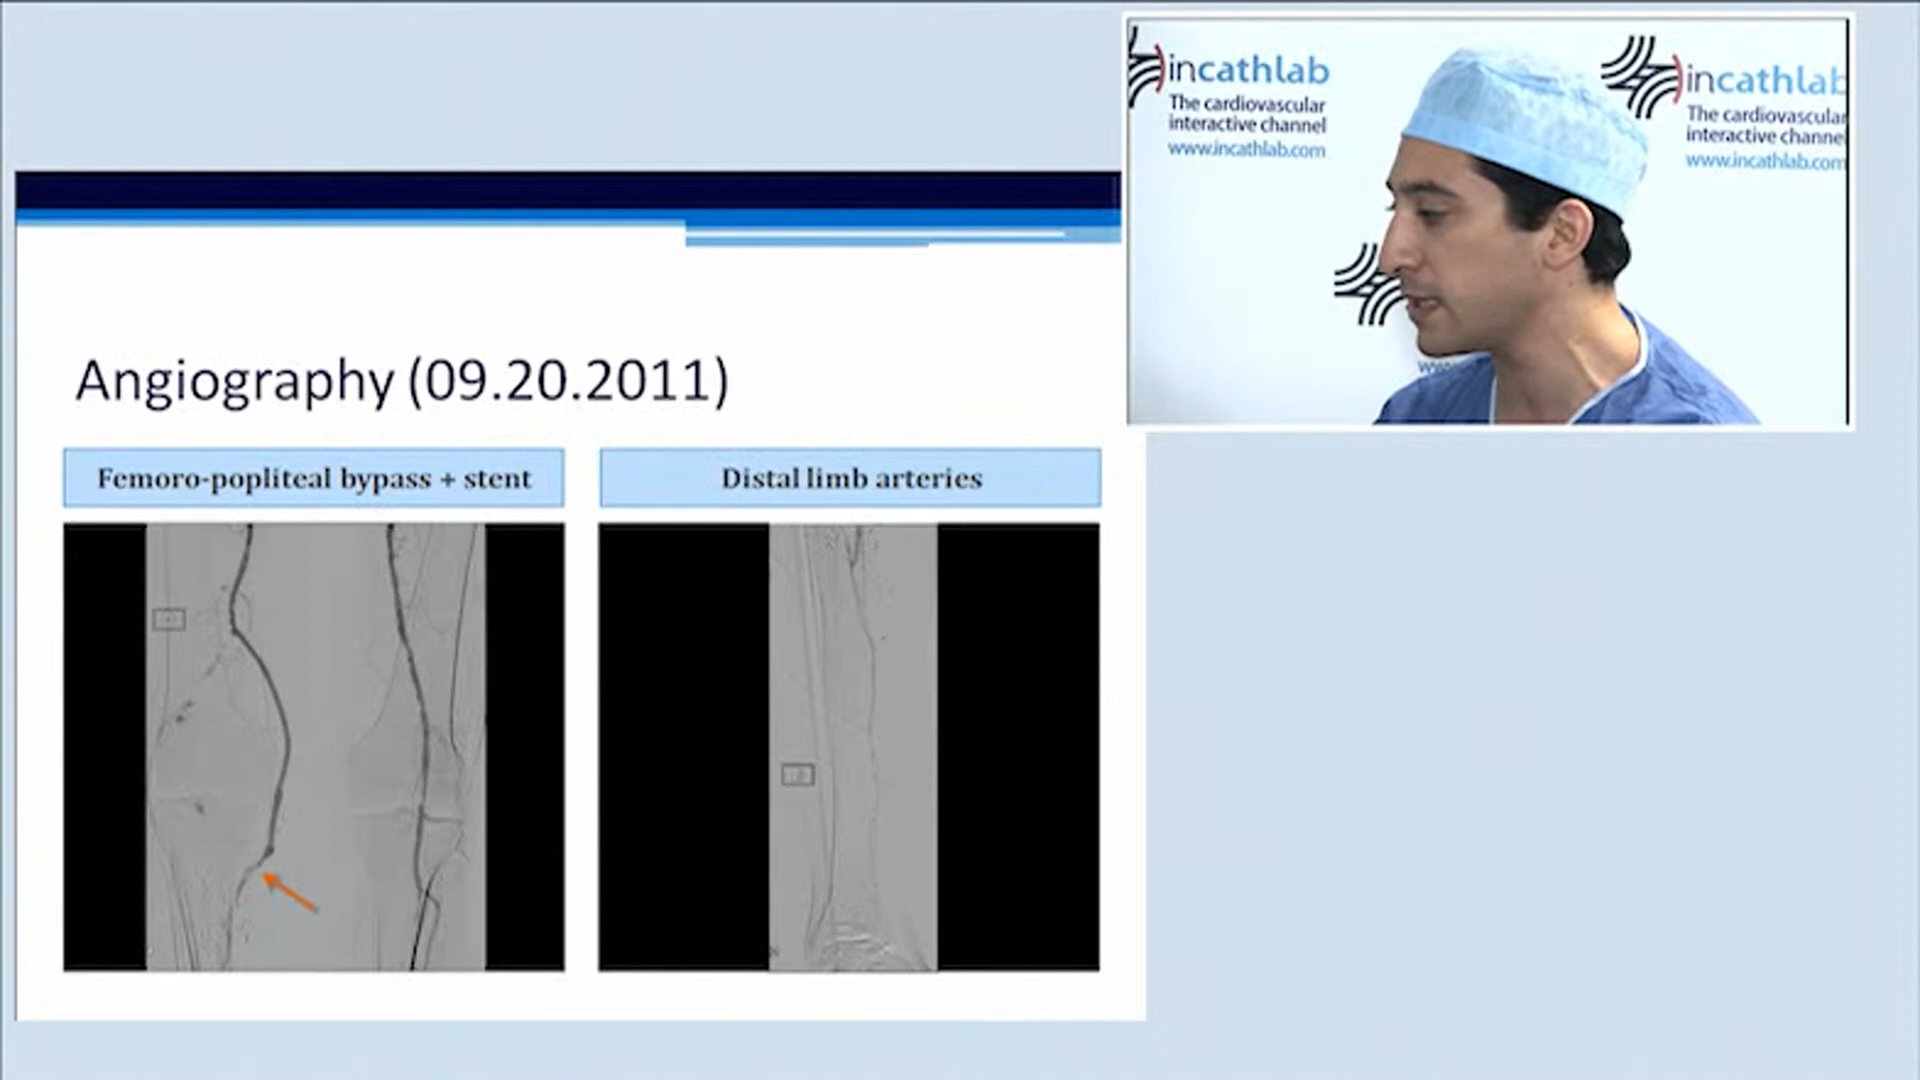 incathlab
The cardiovascular
interactive channel
www.incathlab.com
incathlab
The cardiovascular
interactive channel
www.incathlab.com
Angiography (09.20.2011)
Femoro-popliteal bypass + stent
Distal limb arteries